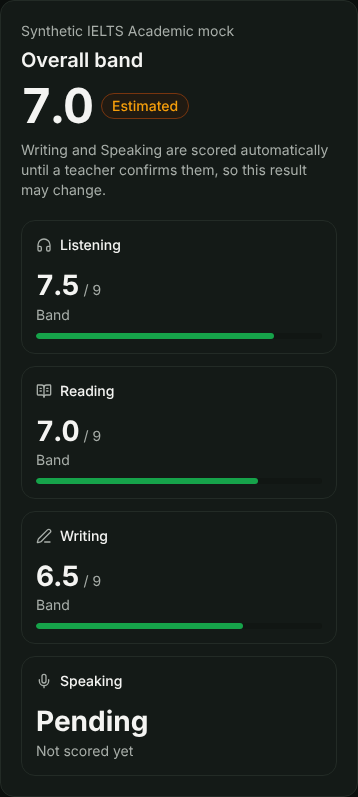 Synthetic IELTS Academic mock
Overall band
7.0 Estimated
Writing and Speaking are scored automatically
until a teacher confirms them, so this result
may change.
Listening
7.5 / 9
Band
Reading
7.0 / 9
Band
Writing
6.5 / 9
Band
Speaking
Pending
Not scored yet